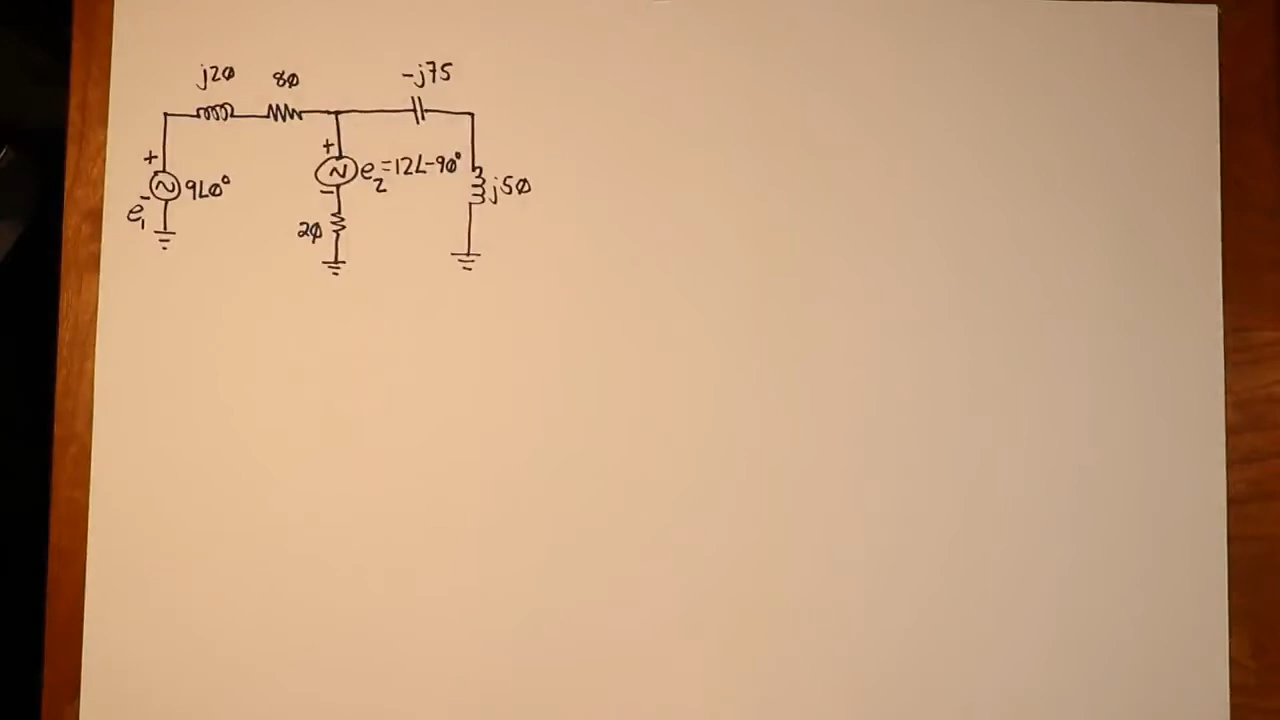 j20 80 -j75
+ + e₂=12∠-90°
9∠0° j50
- -
e₁ 20